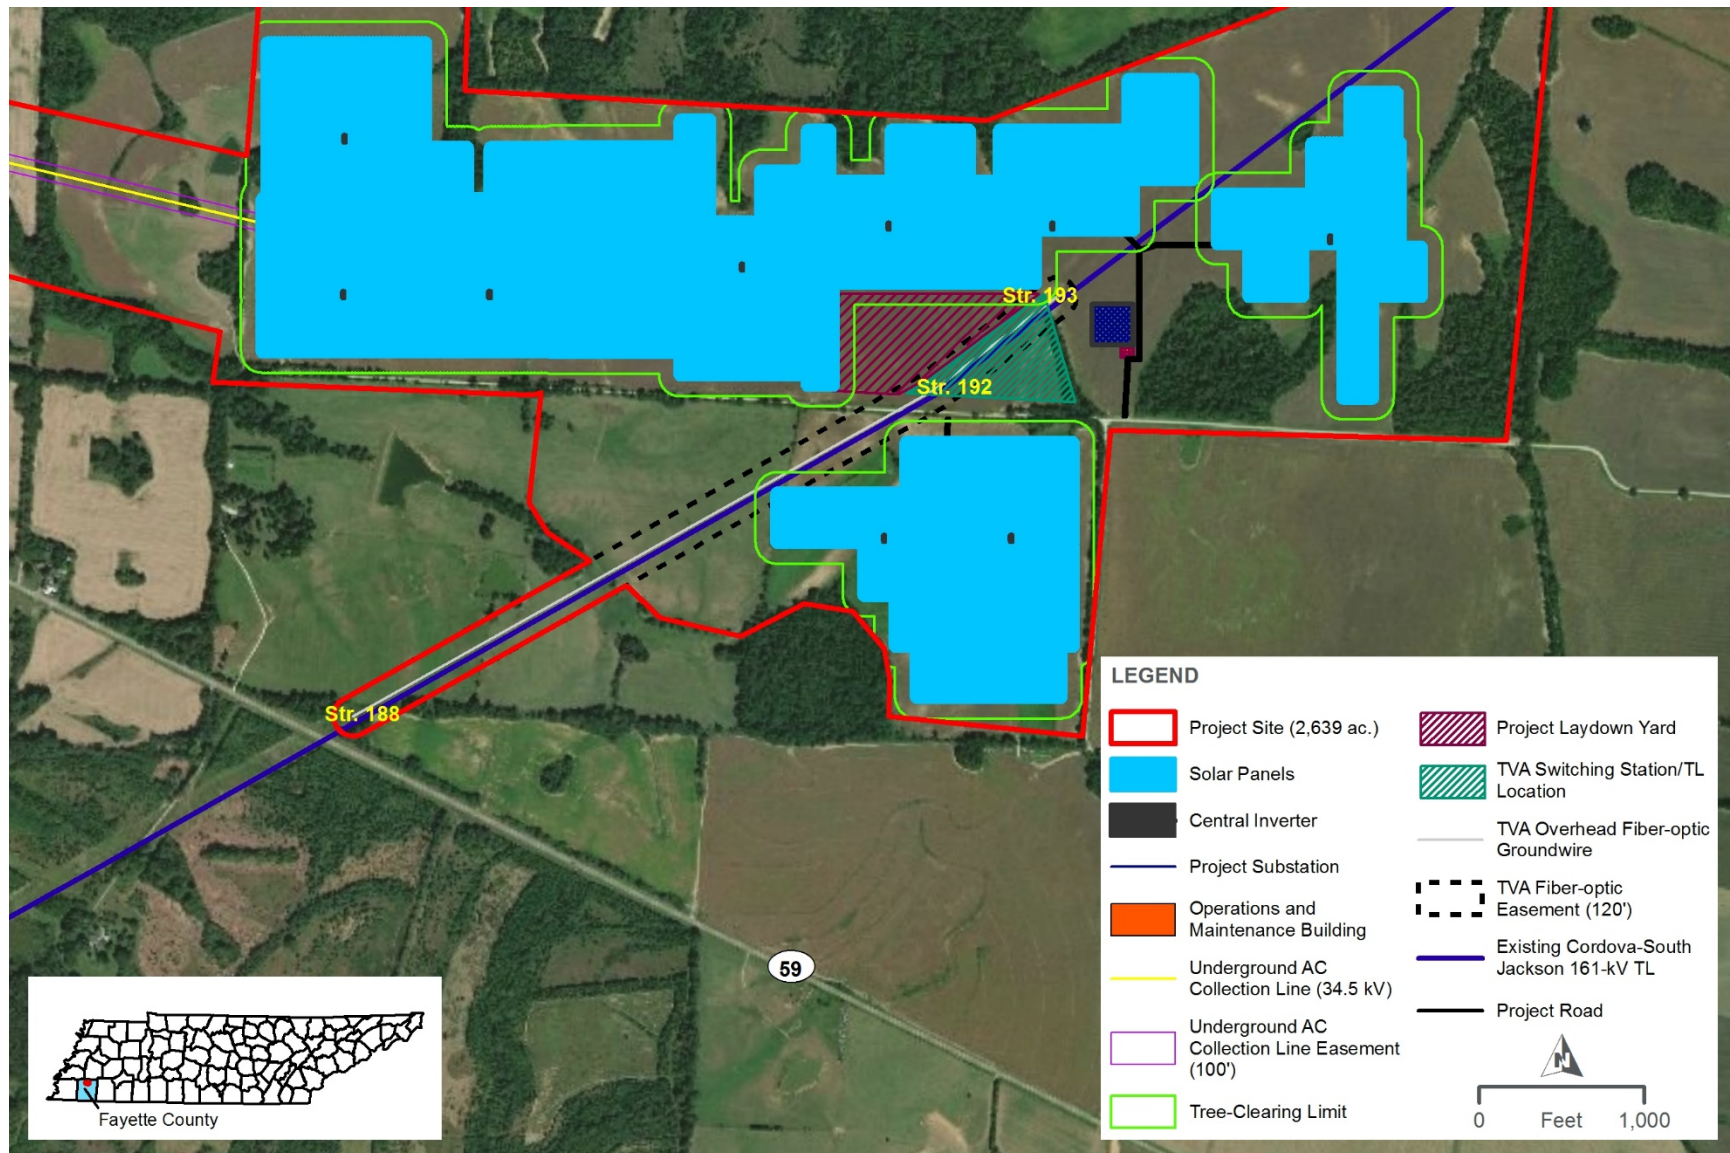 Str. 193
Str. 192
Str. 188
59
Fayette County
LEGEND
Project Site (2,639 ac.)
Solar Panels
Central Inverter
Project Substation
Operations and
Maintenance Building
Underground AC
Collection Line (34.5 kV)
Underground AC
Collection Line Easement
(100')
Tree-Clearing Limit
Project Laydown Yard
TVA Switching Station/TL
Location
TVA Overhead Fiber-optic
Groundwire
TVA Fiber-optic
Easement (120')
Existing Cordova-South
Jackson 161-kV TL
Project Road
N
0 Feet 1,000